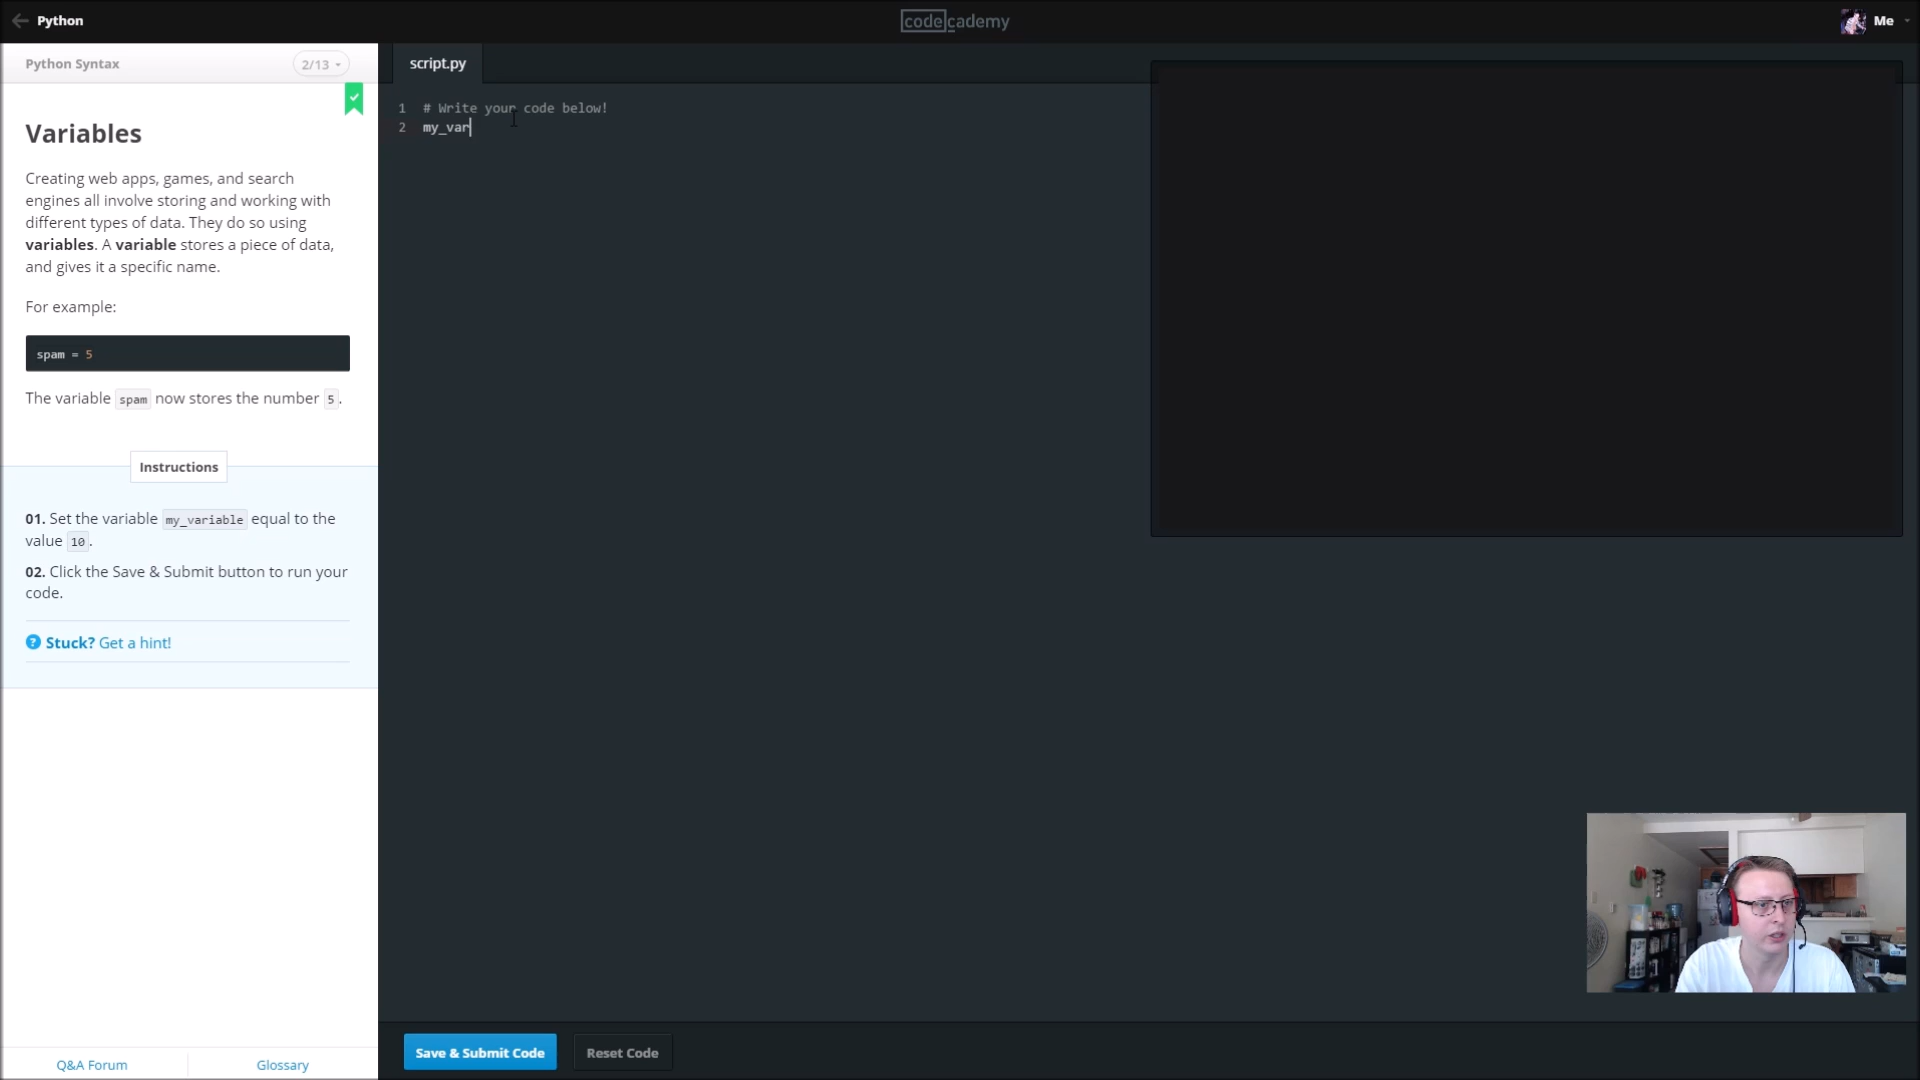 Python
codecademy
Me
Python Syntax
2/13
script.py
1 # Write your code below!
2 my_var
Variables
Creating web apps, games, and search
engines all involve storing and working with
different types of data. They do so using
variables. A variable stores a piece of data,
and gives it a specific name.
For example:
spam = 5
The variable spam now stores the number 5.
Instructions
01. Set the variable my_variable equal to the
value 10.
02. Click the Save & Submit button to run your
code.
? Stuck? Get a hint!
Save & Submit Code
Reset Code
Q&A Forum
Glossary